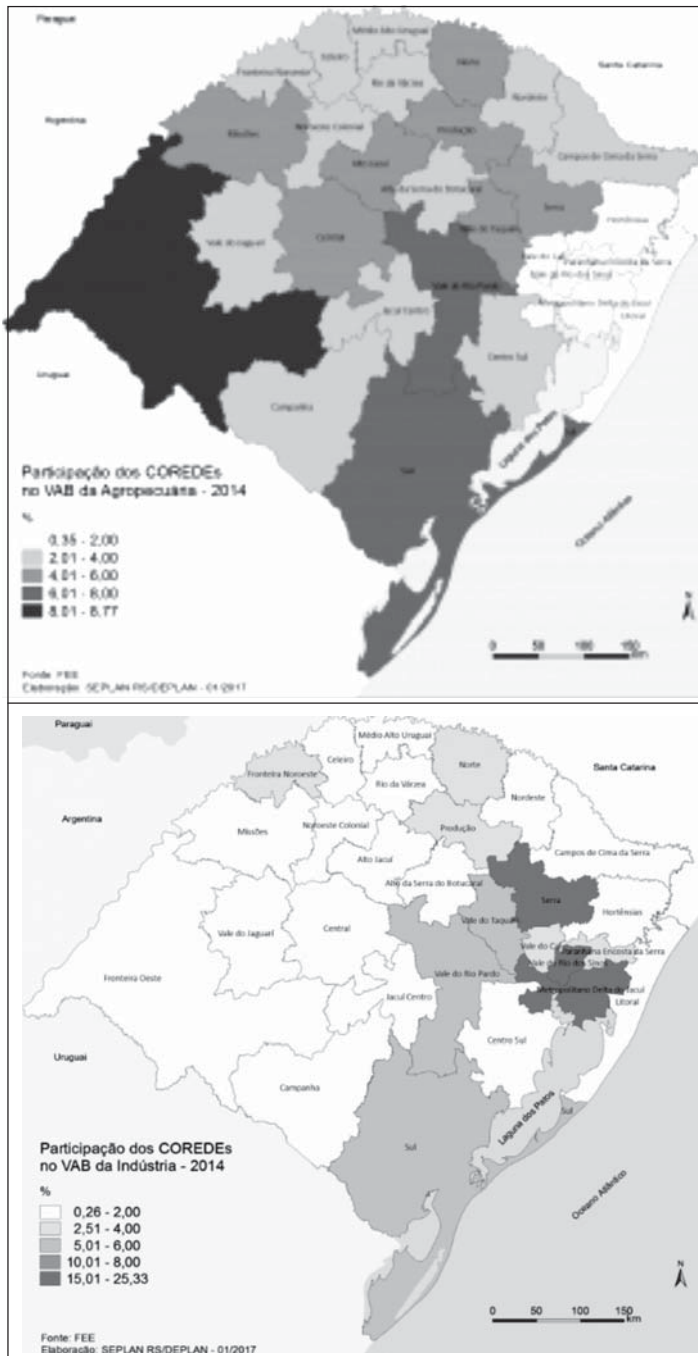 Paraguai
Argentina
Santa Catarina
Uruguai
Campanha
Centro Sul
Central
Missões
Produção
Norte
Nordeste
Serra
Sul
Laguna dos Patos
Oceano Atlântico
Litoral
Participação dos COREDEs
no VAB da Agropecuária - 2014
%
0,35 - 2,00
2,01 - 4,00
4,01 - 6,00
6,01 - 8,00
N
0 50 100 150
km
Fonte: FEE
Elaboração: SEPLAN RS/DEPLAN - 01/2017
Paraguai
Médio Alto Uruguai
Celeiro
Norte
Fronteira Noroeste
Rio da Várzea
Santa Catarina
Nordeste
Argentina
Missões
Noroeste Colonial
Produção
Alto Jacuí
Campos de Cima da Serra
Alto da Serra do Botucaraí
Serra
Hortênsias
Vale do Taquari
Central
Vale do Jaguari
Paranhana Encosta da Serra
Vale do Rio dos Sinos
Fronteira Oeste
Vale do Rio Pardo
Metropolitano Delta do Jacuí
Jacuí Centro
Litoral
Centro Sul
Uruguai
Campanha
Laguna dos Patos
Sul
Sul
Oceano Atlântico
Participação dos COREDEs
no VAB da Indústria - 2014
%
0,26 - 2,00
2,51 - 4,00
5,01 - 6,00
10,01 - 8,00
15,01 - 25,33
N
0 50 100 150
km
Fonte: FEE
Elaboração: SEPLAN RS/DEPLAN - 01/2017